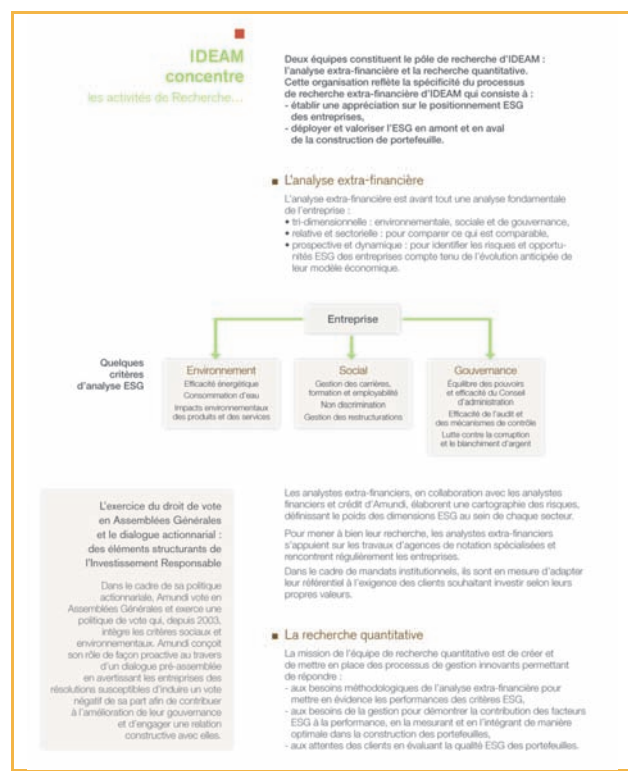 IDEAM
concentre
les activités de Recherche...
Deux équipes constituent le pôle de recherche d'IDEAM :
l'analyse extra-financière et la recherche quantitative.
Cette organisation reflète la spécificité du processus
de recherche extra-financière d'IDEAM qui consiste à :
- établir une appréciation sur le positionnement ESG
des entreprises,
- déployer et valoriser l'ESG en amont et en aval
de la construction de portefeuille.
■ L'analyse extra-financière
L'analyse extra-financière est avant tout une analyse fondamentale
de l'entreprise :
• tri-dimensionnelle : environnementale, sociale et de gouvernance,
• relative et sectorielle : pour comparer ce qui est comparable,
• prospective et dynamique : pour identifier les risques et opportu-
nités ESG des entreprises compte tenu de l'évolution anticipée de
leur modèle économique.
Entreprise
Quelques
critères
d'analyse ESG
Environnement
Efficacité énergétique
Consommation d'eau
Impacts environnementaux
des produits et des services
Social
Gestion des carrières,
formation et employabilité
Non discrimination
Gestion des restructurations
Gouvernance
Équilibre des pouvoirs
et efficacité du Conseil
d'administration
Efficacité de l'audit et
des mécanismes de contrôle
Lutte contre la corruption
et le blanchiment d'argent
L'exercice du droit de vote
en Assemblées Générales
et le dialogue actionnarial :
des éléments structurants de
l'Investissement Responsable
Dans le cadre de sa politique
actionnariale, Amundi vote en
Assemblées Générales et exerce une
politique de vote qui, depuis 2003,
intègre les critères sociaux et
environnementaux. Amundi conçoit
son rôle de façon proactive au travers
d'un dialogue pré-assemblée
en avertissant les entreprises des
résolutions susceptibles d'induire un vote
négatif de sa part afin de contribuer
à l'amélioration de leur gouvernance
et d'engager une relation
constructive avec elles.
Les analystes extra-financiers, en collaboration avec les analystes
financiers et crédit d'Amundi, élaborent une cartographie des risques,
définissant le poids des dimensions ESG au sein de chaque secteur.
Pour mener à bien leur recherche, les analystes extra-financiers
s'appuient sur les travaux d'agences de notation spécialisées et
rencontrent régulièrement les entreprises.
Dans le cadre de mandats institutionnels, ils sont en mesure d'adapter
leur référentiel à l'exigence des clients souhaitant investir selon leurs
propres valeurs.
■ La recherche quantitative
La mission de l'équipe de recherche quantitative est de créer et
de mettre en place des processus de gestion innovants permettant
de répondre :
- aux besoins méthodologiques de l'analyse extra-financière pour
mettre en évidence les performances des critères ESG,
- aux besoins de la gestion pour démontrer la contribution des facteurs
ESG à la performance, en la mesurant et en l'intégrant de manière
optimale dans la construction des portefeuilles,
- aux attentes des clients en évaluant la qualité ESG des portefeuilles.